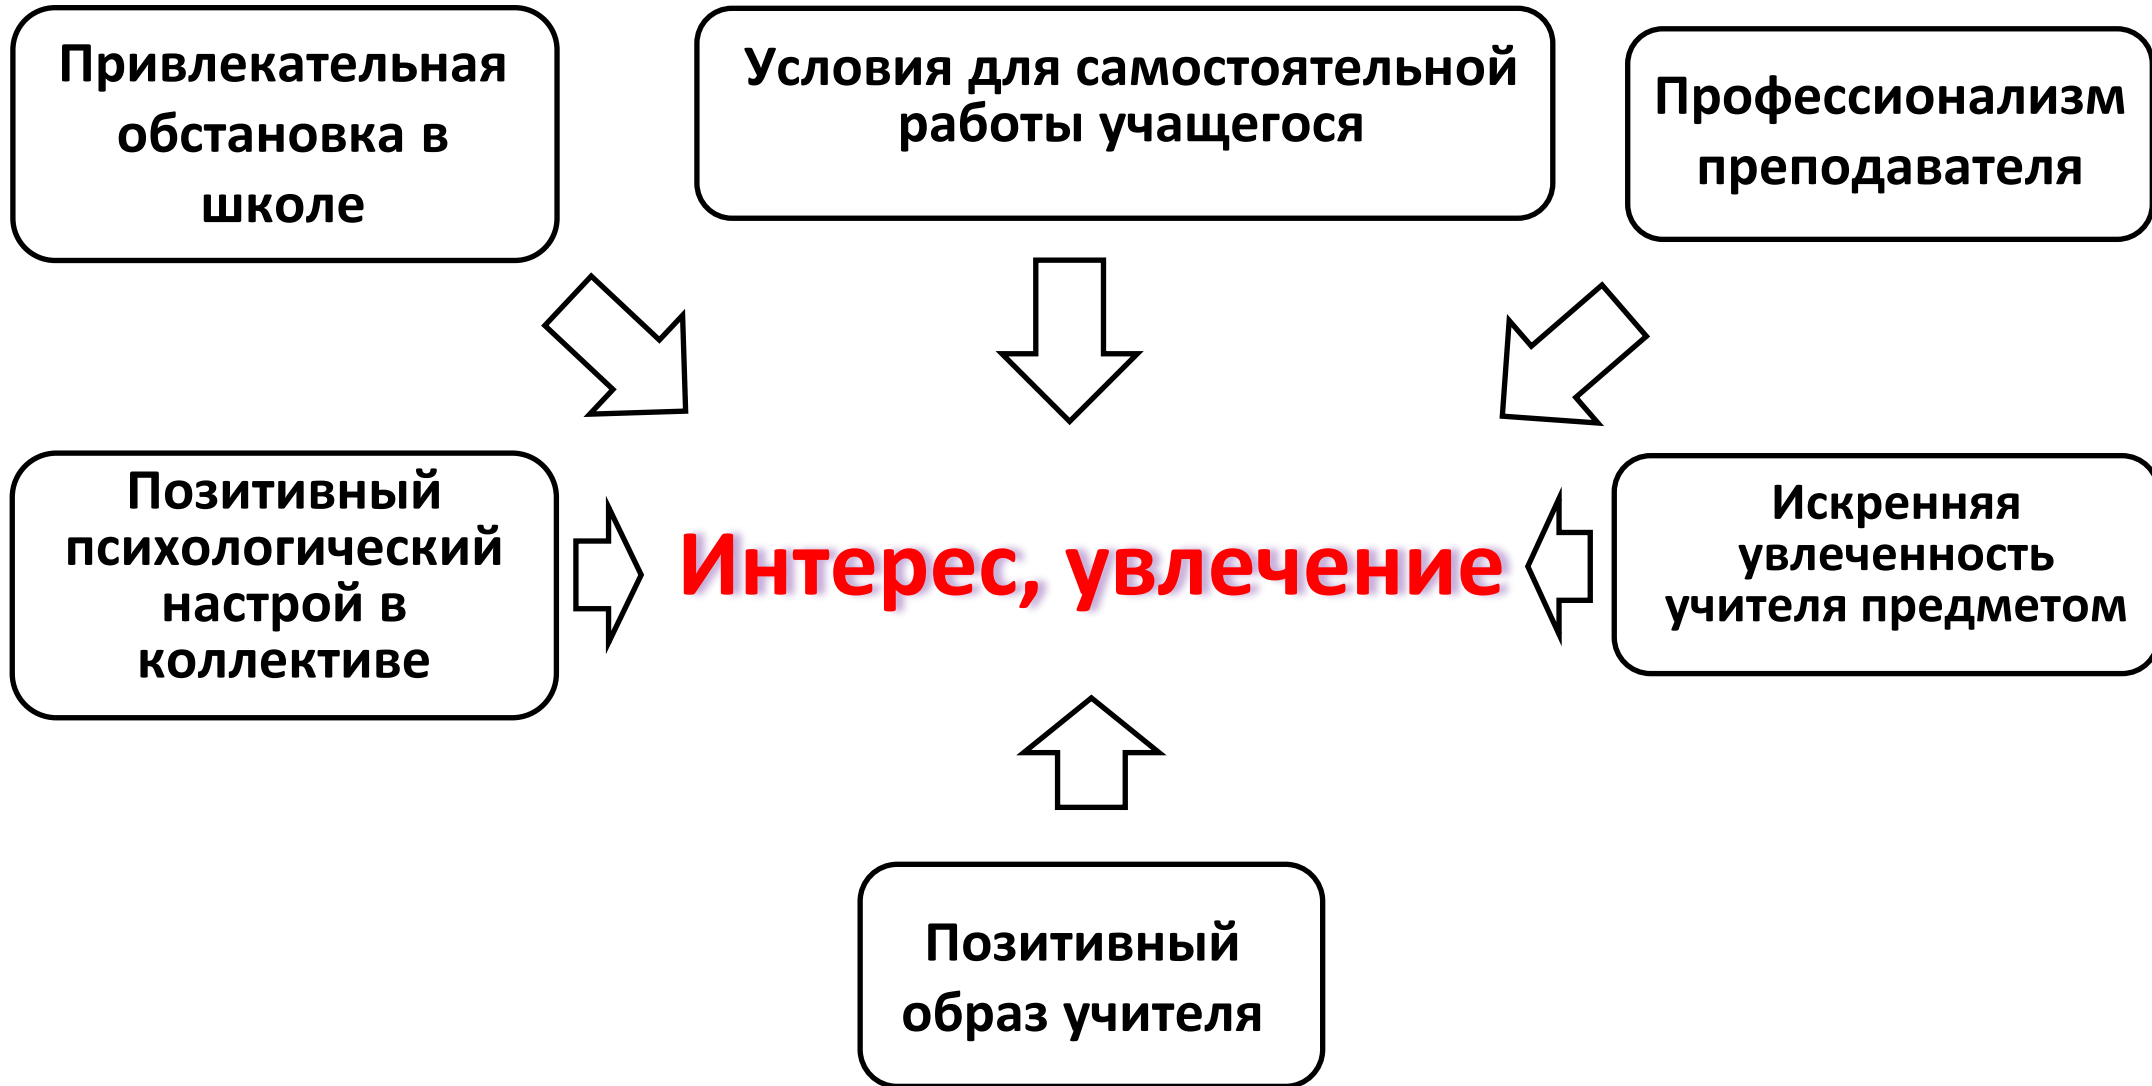 Привлекательная
обстановка в
школе
Условия для самостоятельной
работы учащегося
Профессионализм
преподавателя
Позитивный
психологический
настрой в
коллективе
Интерес, увлечение
Искренняя
увлеченность
учителя предметом
Позитивный
образ учителя